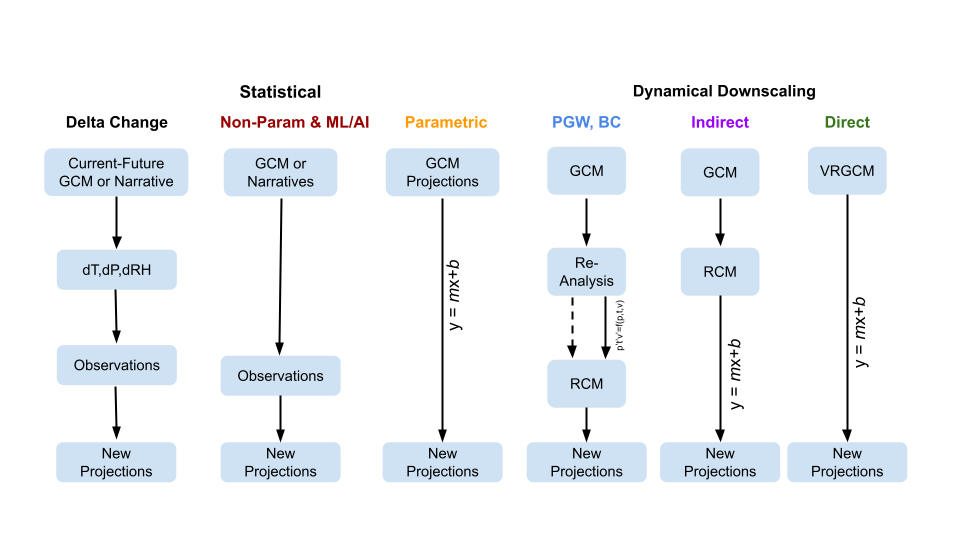 Statistical
Dynamical Downscaling
Delta Change
Non-Param & ML/AI
Parametric
PGW, BC
Indirect
Direct
Current-Future
GCM or Narrative
GCM or
Narratives
GCM
Projections
GCM
GCM
VRGCM
dT,dP,dRH
Re-
Analysis
RCM
y = mx+b
p't'v'=f(p,t,v)
y = mx+b
y = mx+b
Observations
Observations
RCM
New
Projections
New
Projections
New
Projections
New
Projections
New
Projections
New
Projections